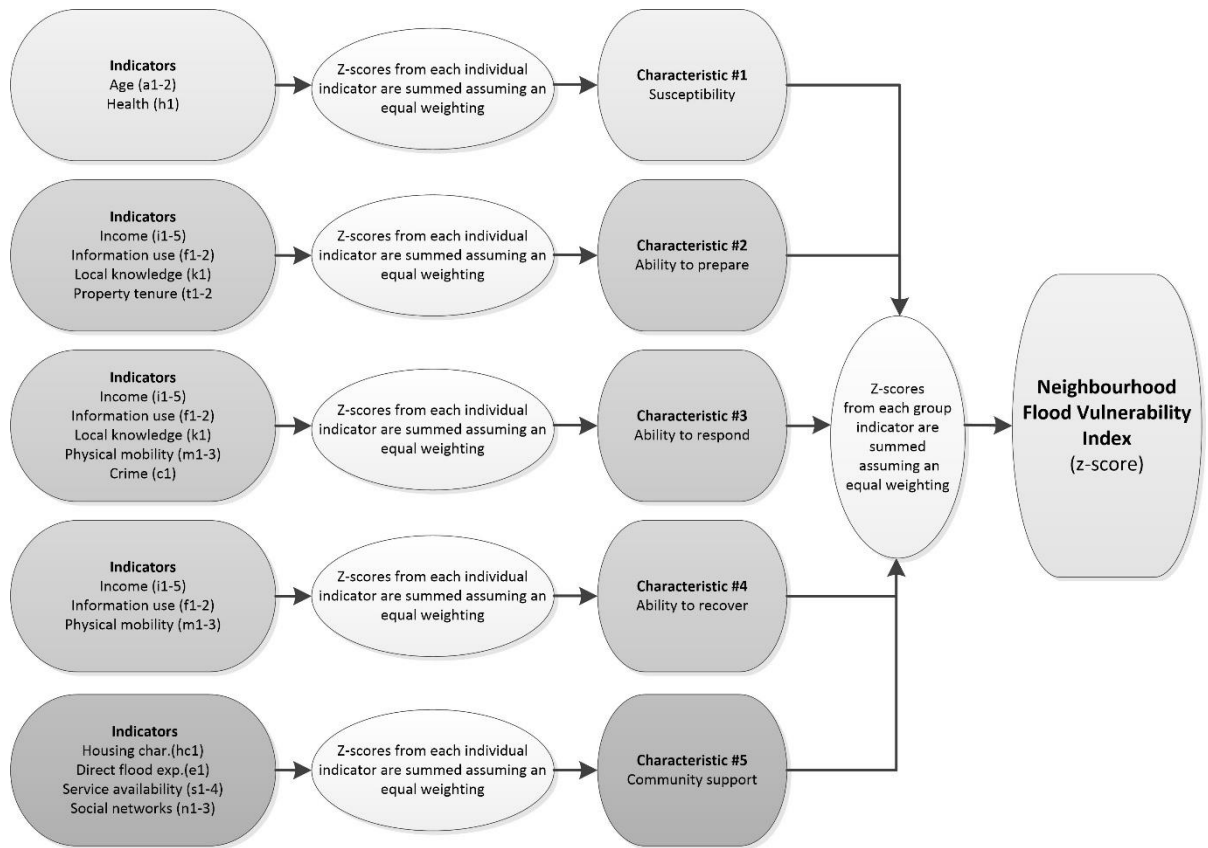 Indicators
Age (a1-2)
Health (h1)
Z-scores from each individual
indicator are summed assuming an
equal weighting
Characteristic #1
Susceptibility
Indicators
Income (i1-5)
Information use (f1-2)
Local knowledge (k1)
Property tenure (t1-2
Z-scores from each individual
indicator are summed assuming an
equal weighting
Characteristic #2
Ability to prepare
Indicators
Income (i1-5)
Information use (f1-2)
Local knowledge (k1)
Physical mobility (m1-3)
Crime (c1)
Z-scores from each individual
indicator are summed assuming an
equal weighting
Characteristic #3
Ability to respond
Indicators
Income (i1-5)
Information use (f1-2)
Physical mobility (m1-3)
Z-scores from each individual
indicator are summed assuming an
equal weighting
Characteristic #4
Ability to recover
Indicators
Housing char.(hc1)
Direct flood exp.(e1)
Service availability (s1-4)
Social networks (n1-3)
Z-scores from each individual
indicator are summed assuming an
equal weighting
Characteristic #5
Community support
Z-scores
from each group
indicator are
summed
assuming an
equal weighting
Neighbourhood
Flood Vulnerability
Index
(z-score)